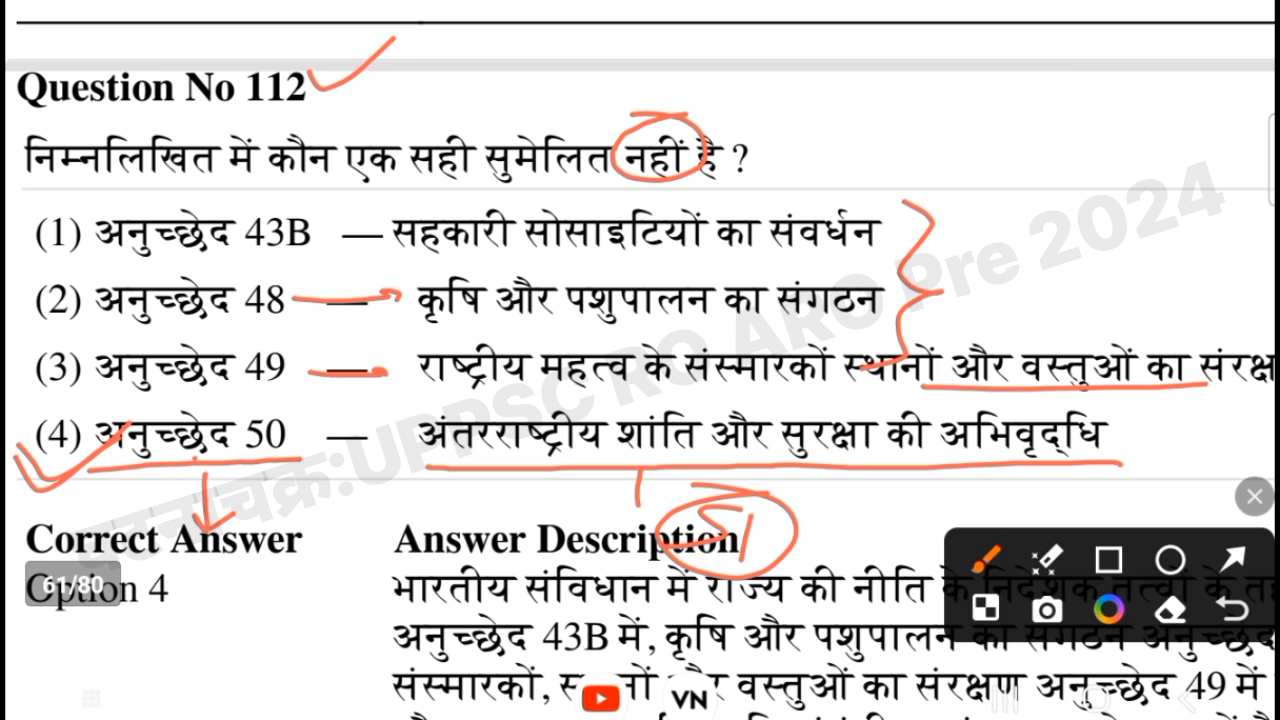 Question No 112
निम्नलिखित में कौन एक सही सुमेलित नहीं है ?
(1) अनुच्छेद 43B — सहकारी सोसाइटियों का संवर्धन
(2) अनुच्छेद 48 — कृषि और पशुपालन का संगठन
(3) अनुच्छेद 49 — राष्ट्रीय महत्व के संस्मारकों स्थानों और वस्तुओं का संरक्ष
(4) अनुच्छेद 50 — अंतरराष्ट्रीय शांति और सुरक्षा की अभिवृद्धि
51
Correct Answer
Answer Description
61/80
Option 4
भारतीय संविधान में राज्य की नीति के निदेशक तत्वों के
अनुच्छेद 43B में, कृषि और पशुपालन का संगठन अनुच्छेद
संस्मारकों, और वस्तुओं का संरक्षण अनुच्छेद 49 में
VN
UPPSC RO ARO Pre 2024